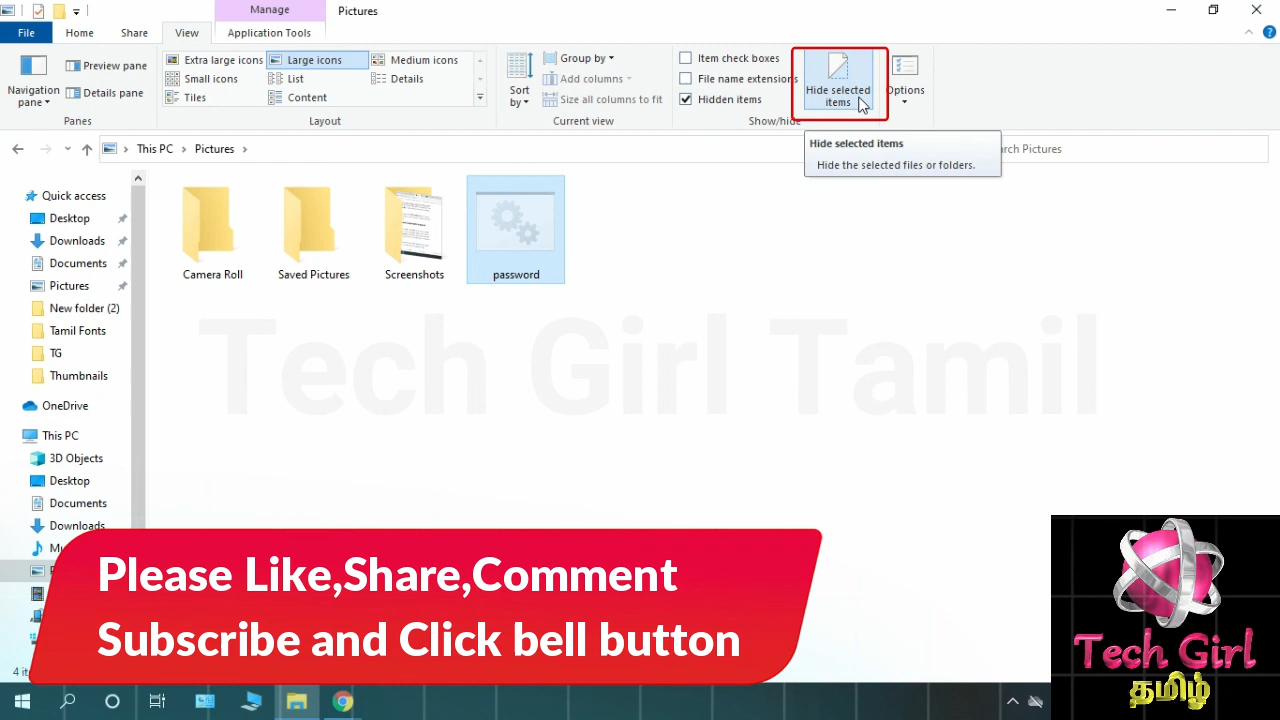 Manage
Pictures
File
Home
Share
View
Application Tools
Navigation pane
Preview pane
Details pane
Panes
Extra large icons
Large icons
Medium icons
Small icons
List
Details
Tiles
Content
Layout
Sort by
Group by
Add columns
Size all columns to fit
Current view
Item check boxes
File name extensions
Hidden items
Hide selected items
Show/hide
Options
This PC
Pictures
Pictures
Hide selected items
Hide the selected files or folders.
Quick access
Desktop
Downloads
Documents
Pictures
New folder (2)
Tamil Fonts
TG
Thumbnails
OneDrive
This PC
3D Objects
Desktop
Documents
Downloads
Camera Roll
Saved Pictures
Screenshots
password
Tech Girl Tamil
Please Like,Share,Comment
Subscribe and Click bell button
Tech Girl
தமிழ்